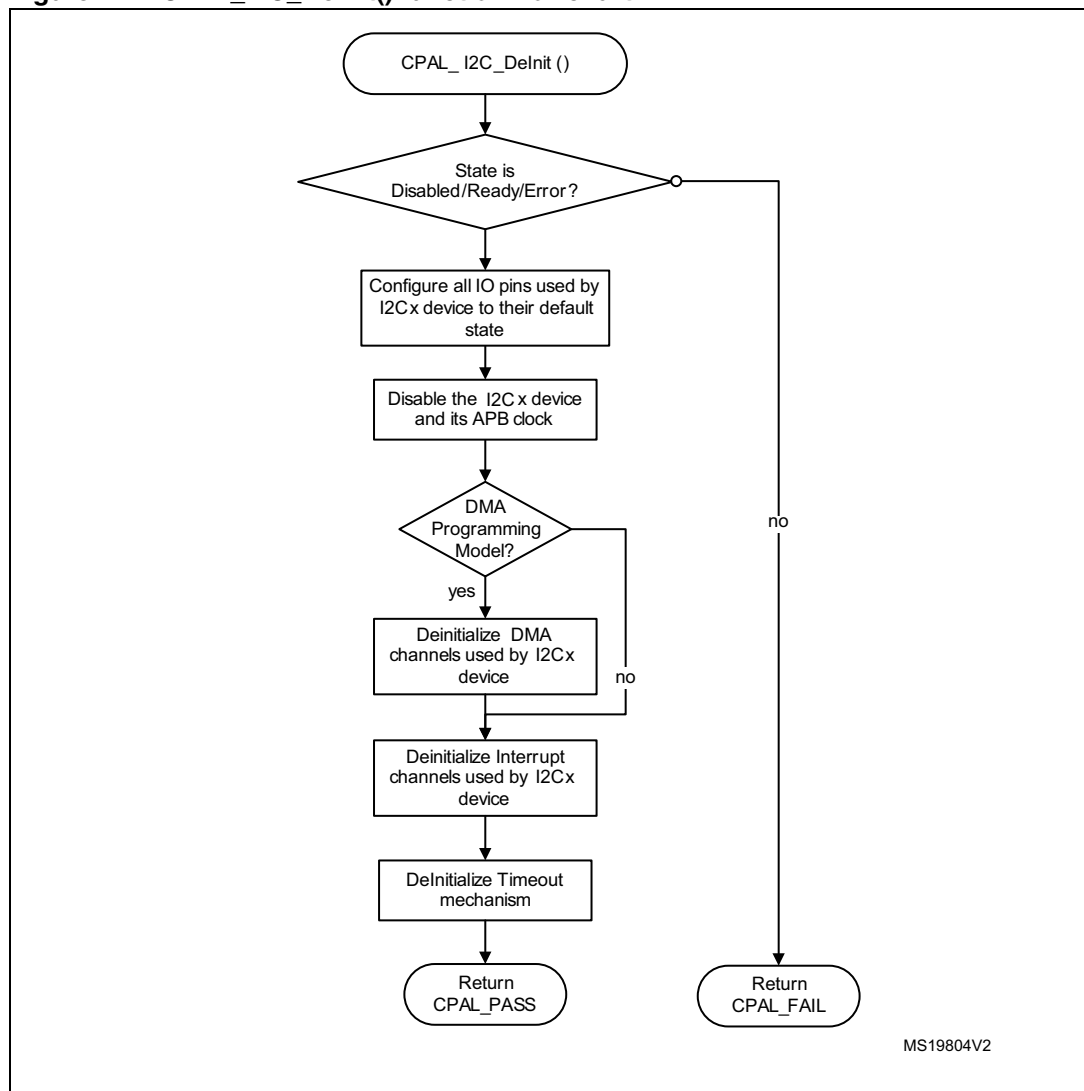 CPAL_ I2C_DeInit ()
State is
Disabled/Ready/Error?
Configure all IO pins used by
I2Cx device to their default
state
Disable the I2Cx device
and its APB clock
DMA
Programming
Model?
no
yes
Deinitialize DMA
channels used by I2Cx
device
no
Deinitialize Interrupt
channels used by I2Cx
device
DeInitialize Timeout
mechanism
Return
CPAL_PASS
Return
CPAL_FAIL
MS19804V2